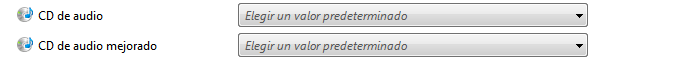 CD de audio Elegir un valor predeterminado
CD de audio mejorado Elegir un valor predeterminado